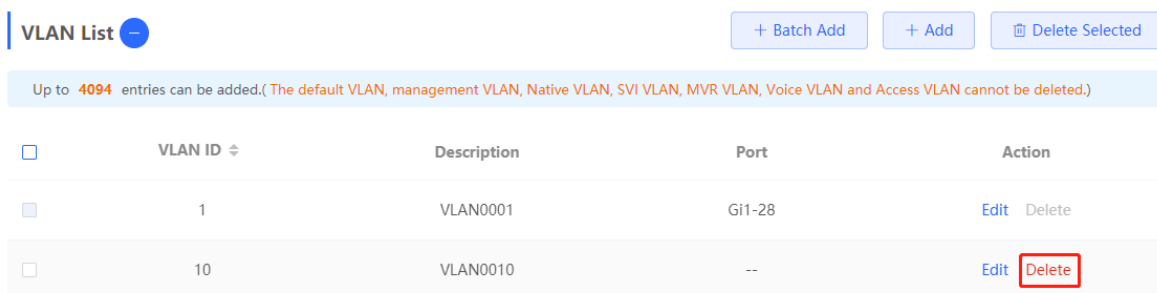 VLAN List
+ Batch Add
+ Add
Delete Selected
Up to 4094 entries can be added.( The default VLAN, management VLAN, Native VLAN, SVI VLAN, MVR VLAN, Voice VLAN and Access VLAN cannot be deleted.)
VLAN ID Description Port Action
1 VLAN0001 Gi1-28 Edit Delete
10 VLAN0010 -- Edit Delete